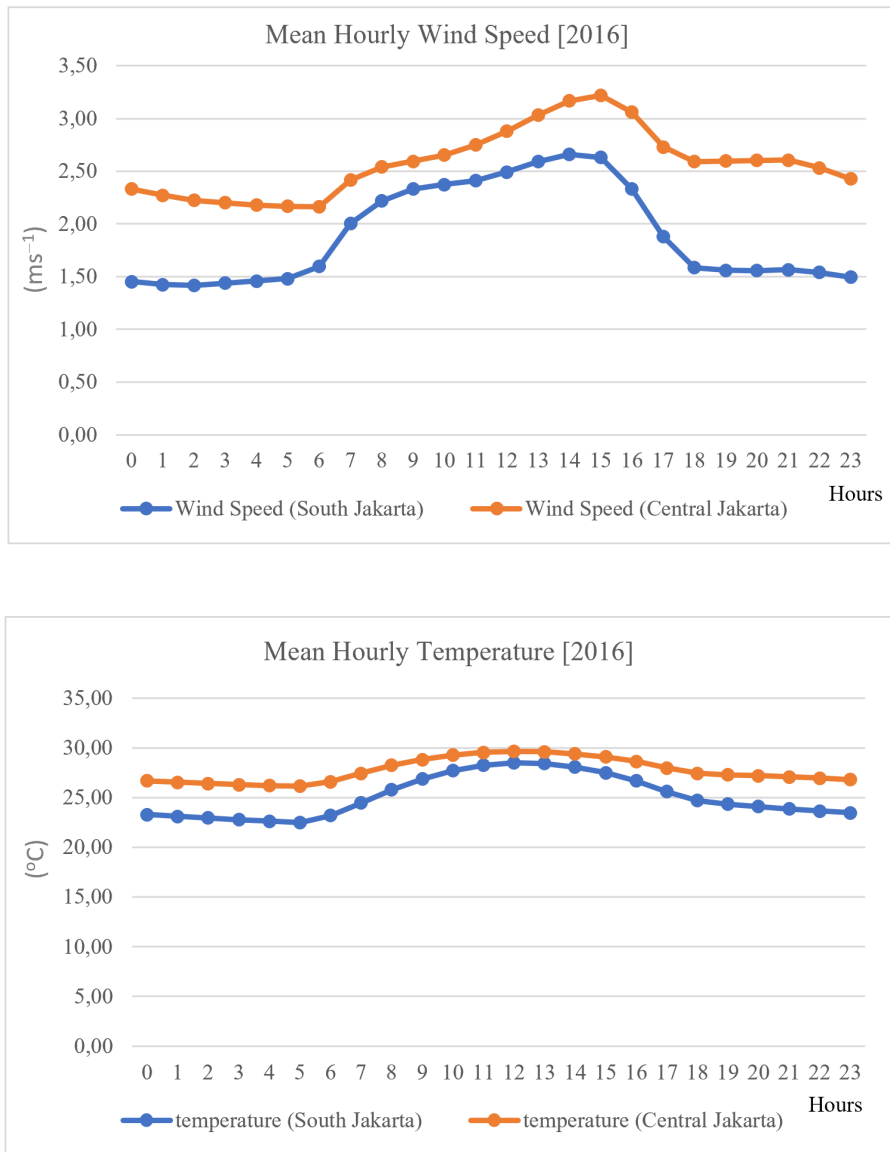 Mean Hourly Wind Speed [2016]
3,50
3,00
2,50
2,00
1,50
1,00
0,50
0,00
(ms⁻¹)
0 1 2 3 4 5 6 7 8 9 10 11 12 13 14 15 16 17 18 19 20 21 22 23
Hours
Wind Speed (South Jakarta) Wind Speed (Central Jakarta)
Mean Hourly Temperature [2016]
35,00
30,00
25,00
20,00
15,00
10,00
5,00
0,00
(ºC)
0 1 2 3 4 5 6 7 8 9 10 11 12 13 14 15 16 17 18 19 20 21 22 23
Hours
temperature (South Jakarta) temperature (Central Jakarta)